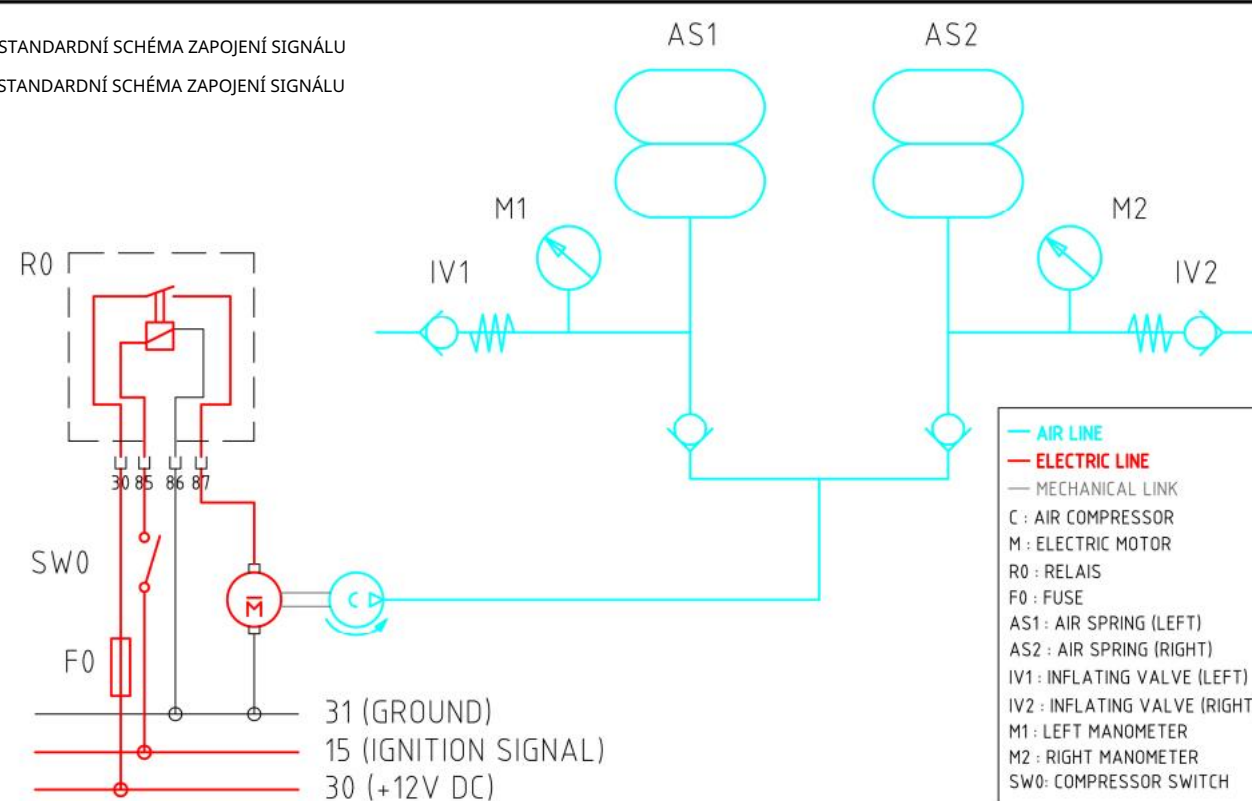 STANDARDNÍ SCHÉMA ZAPOJENÍ SIGNÁLU
STANDARDNÍ SCHÉMA ZAPOJENÍ SIGNÁLU
AS1
AS2
M1
M2
IV1
IV2
R0
30 85 86 87
SW0
M
C
F0
31 (GROUND)
15 (IGNITION SIGNAL)
30 (+12V DC)
AIR LINE
ELECTRIC LINE
MECHANICAL LINK
C : AIR COMPRESSOR
M : ELECTRIC MOTOR
R0 : RELAIS
F0 : FUSE
AS1 : AIR SPRING (LEFT)
AS2 : AIR SPRING (RIGHT)
IV1 : INFLATING VALVE (LEFT)
IV2 : INFLATING VALVE (RIGHT
M1 : LEFT MANOMETER
M2 : RIGHT MANOMETER
SW0: COMPRESSOR SWITCH